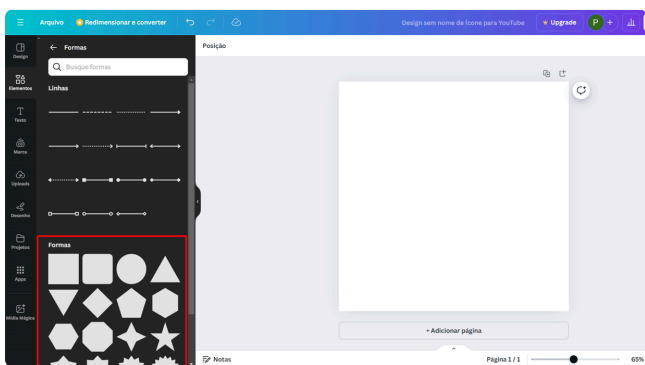 Arquivo
Redimensionar e converter
Design sem nome de Ícone para YouTube
Upgrade
P
+
Design
Elementos
Texto
Marca
Uploads
Desenho
Projetos
Apps
Mídia Mágica
Formas
Busque formas
Linhas
Formas
Posição
+ Adicionar página
Notas
Página 1 / 1
65%